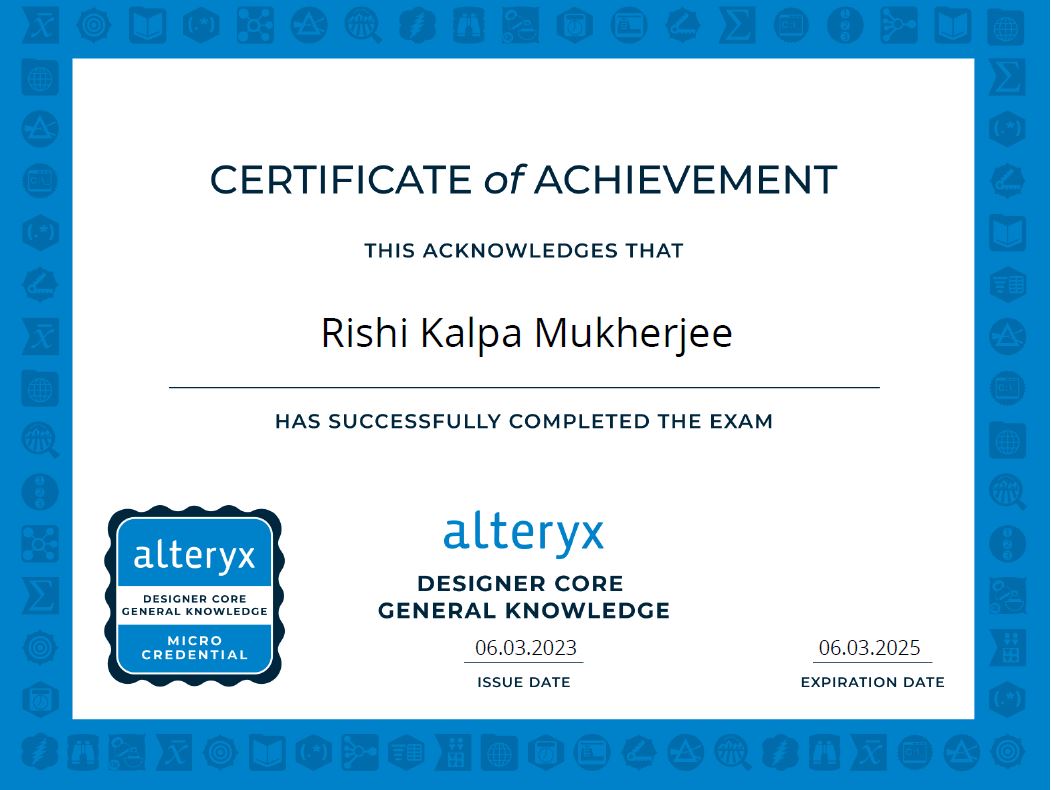 CERTIFICATE of ACHIEVEMENT
THIS ACKNOWLEDGES THAT
Rishi Kalpa Mukherjee
HAS SUCCESSFULLY COMPLETED THE EXAM
alteryx
DESIGNER CORE
GENERAL KNOWLEDGE
MICRO
CREDENTIAL
alteryx
DESIGNER CORE
GENERAL KNOWLEDGE
06.03.2023
ISSUE DATE
06.03.2025
EXPIRATION DATE